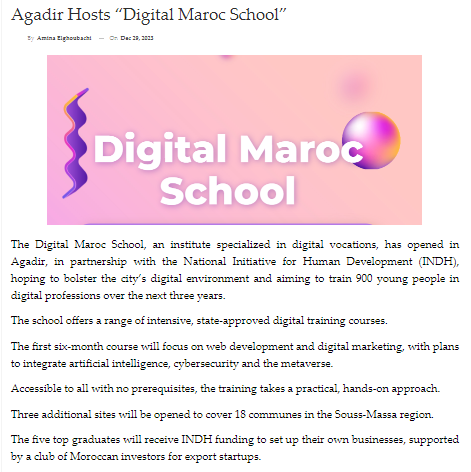 Agadir Hosts “Digital Maroc School”
By Amina Elghoubachi — On Dec 29, 2023
Digital Maroc
School
The Digital Maroc School, an institute specialized in digital vocations, has opened in
Agadir, in partnership with the National Initiative for Human Development (INDH),
hoping to bolster the city’s digital environment and aiming to train 900 young people in
digital professions over the next three years.
The school offers a range of intensive, state-approved digital training courses.
The first six-month course will focus on web development and digital marketing, with plans
to integrate artificial intelligence, cybersecurity and the metaverse.
Accessible to all with no prerequisites, the training takes a practical, hands-on approach.
Three additional sites will be opened to cover 18 communes in the Souss-Massa region.
The five top graduates will receive INDH funding to set up their own businesses, supported
by a club of Moroccan investors for export startups.